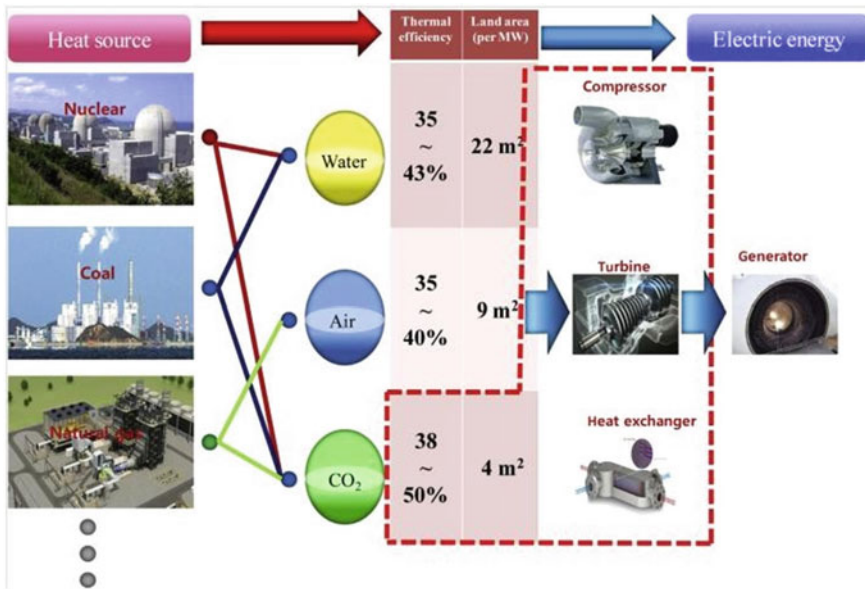 Heat source
Thermal
efficiency
Land area
(per MW)
Electric energy
Nuclear
Coal
Natural gas
Water
Air
CO₂
35
~
43%
22 m²
35
~
40%
9 m²
38
~
50%
4 m²
Compressor
Turbine
Heat exchanger
Generator